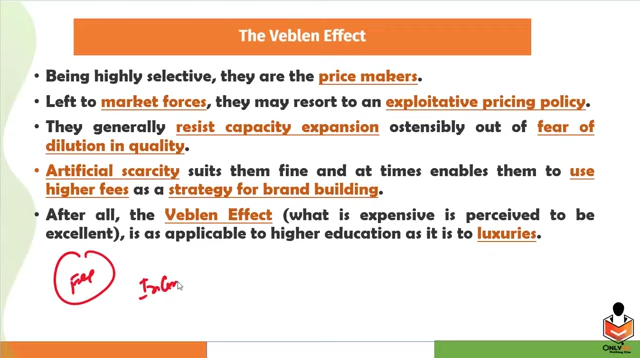 The Veblen Effect
• Being highly selective, they are the price makers.
• Left to market forces, they may resort to an exploitative pricing policy.
• They generally resist capacity expansion ostensibly out of fear of
dilution in quality.
• Artificial scarcity suits them fine and at times enables them to use
higher fees as a strategy for brand building.
• After all, the Veblen Effect (what is expensive is perceived to be
excellent), is as applicable to higher education as it is to luxuries.